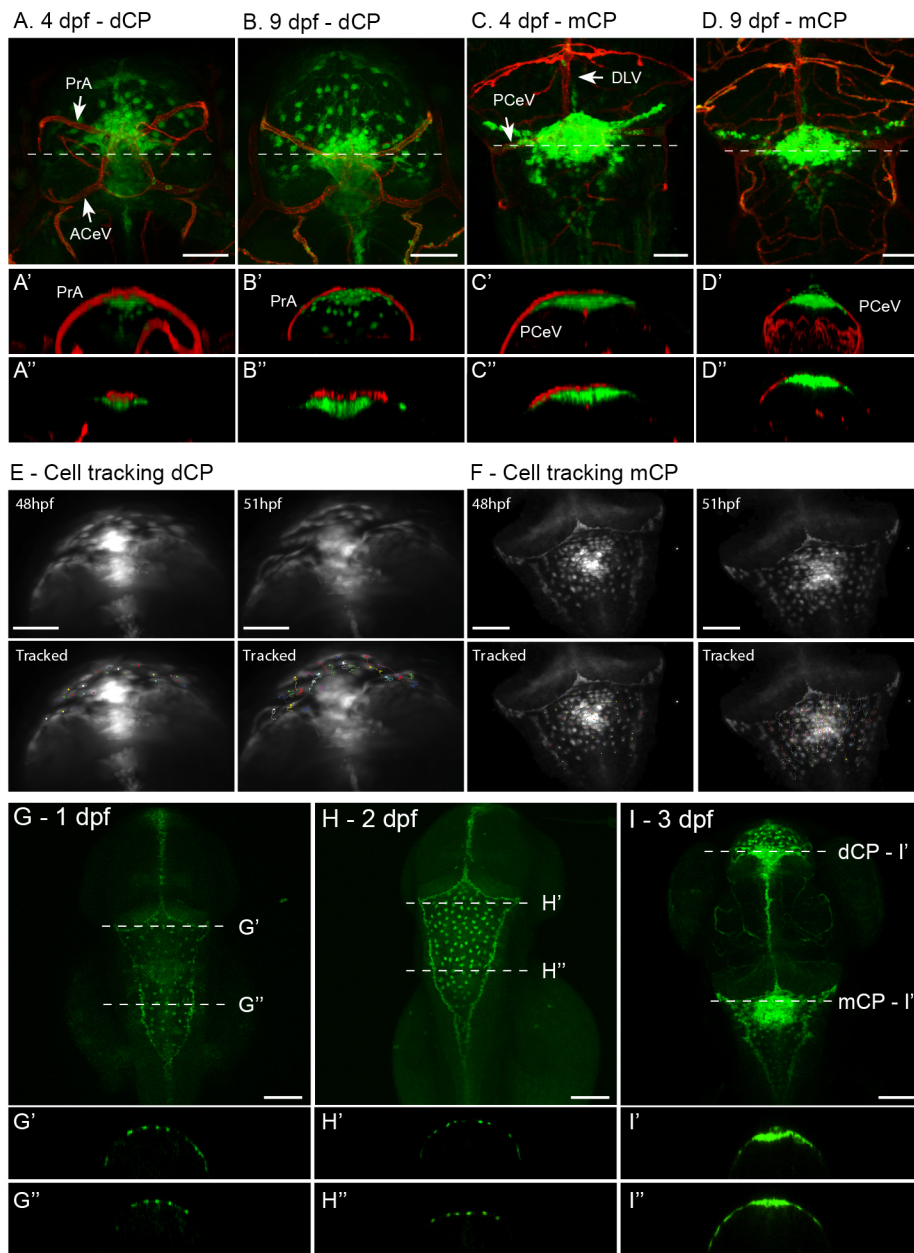 A. 4 dpf - dCP
B. 9 dpf - dCP
C. 4 dpf - mCP
D. 9 dpf - mCP
PrA
ACeV
DLV
PCeV
A’
PrA
B’
PrA
C’
PCeV
D’
PCeV
A’’
B’’
C’’
D’’
E - Cell tracking dCP
F - Cell tracking mCP
48hpf
51hpf
48hpf
51hpf
Tracked
Tracked
Tracked
Tracked
G - 1 dpf
H - 2 dpf
I - 3 dpf
G’
G’’
H’
H’’
dCP - I’
mCP - I’
G’
H’
I’
G’’
H’’
I’’